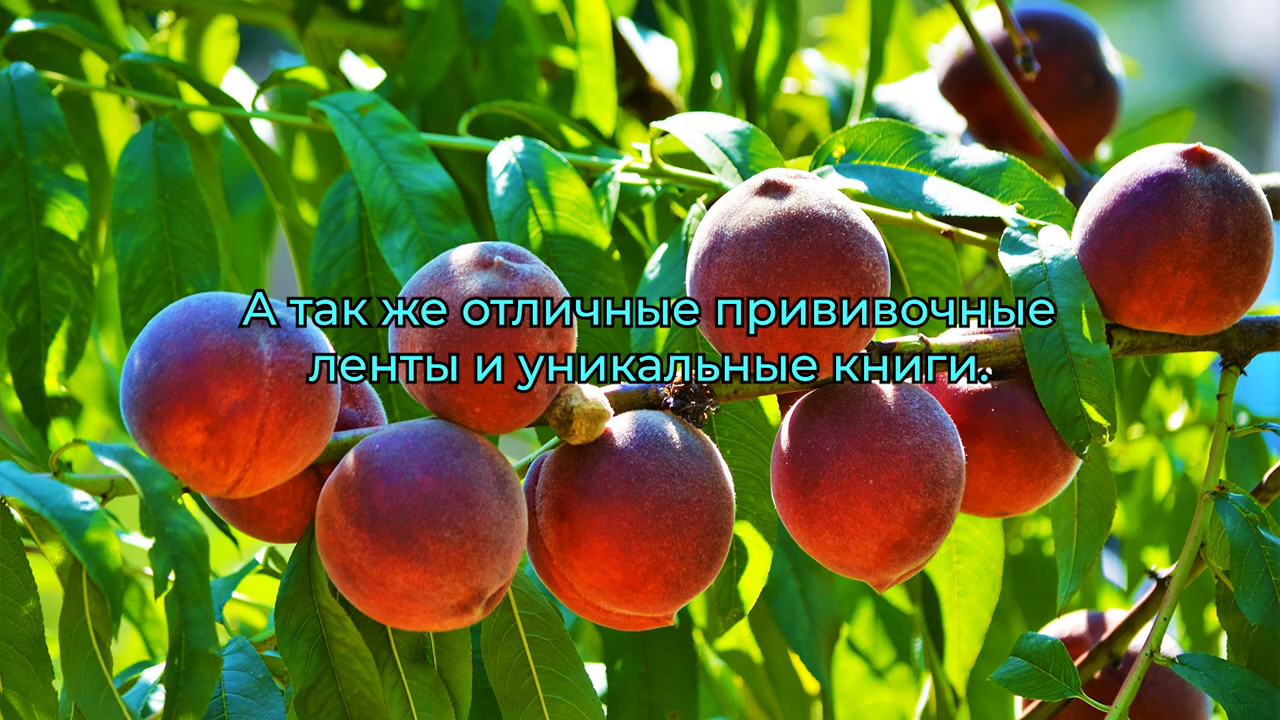 А так же отличные прививочные
ленты и уникальные книги.